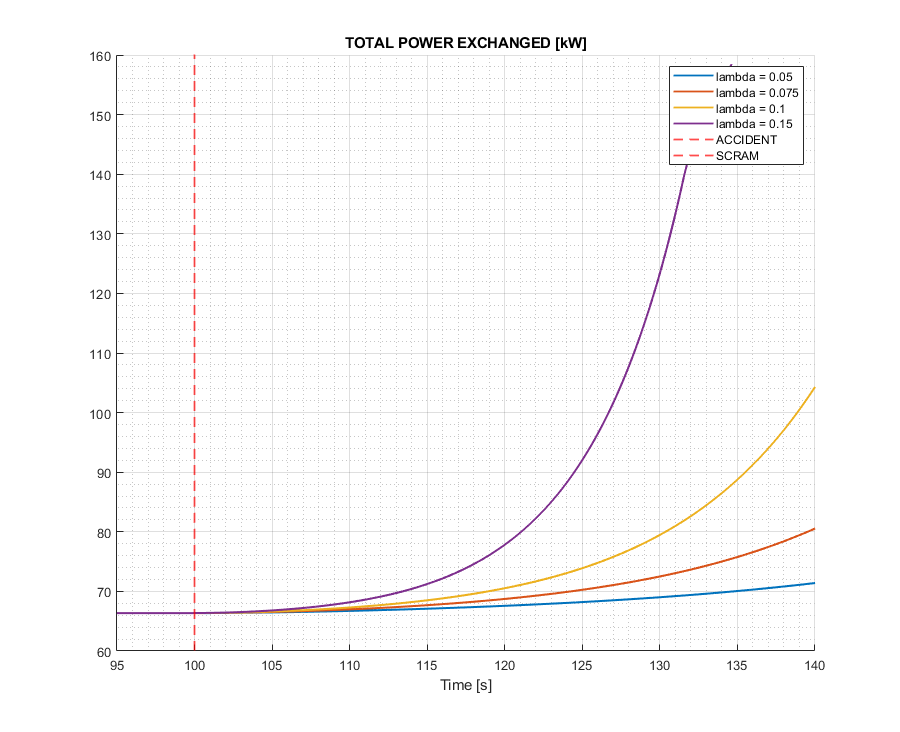 TOTAL POWER EXCHANGED [kW]
160
150
140
130
120
110
100
90
80
70
60
lambda = 0.05
lambda = 0.075
lambda = 0.1
lambda = 0.15
ACCIDENT
SCRAM
95 100 105 110 115 120 125 130 135 140
Time [s]